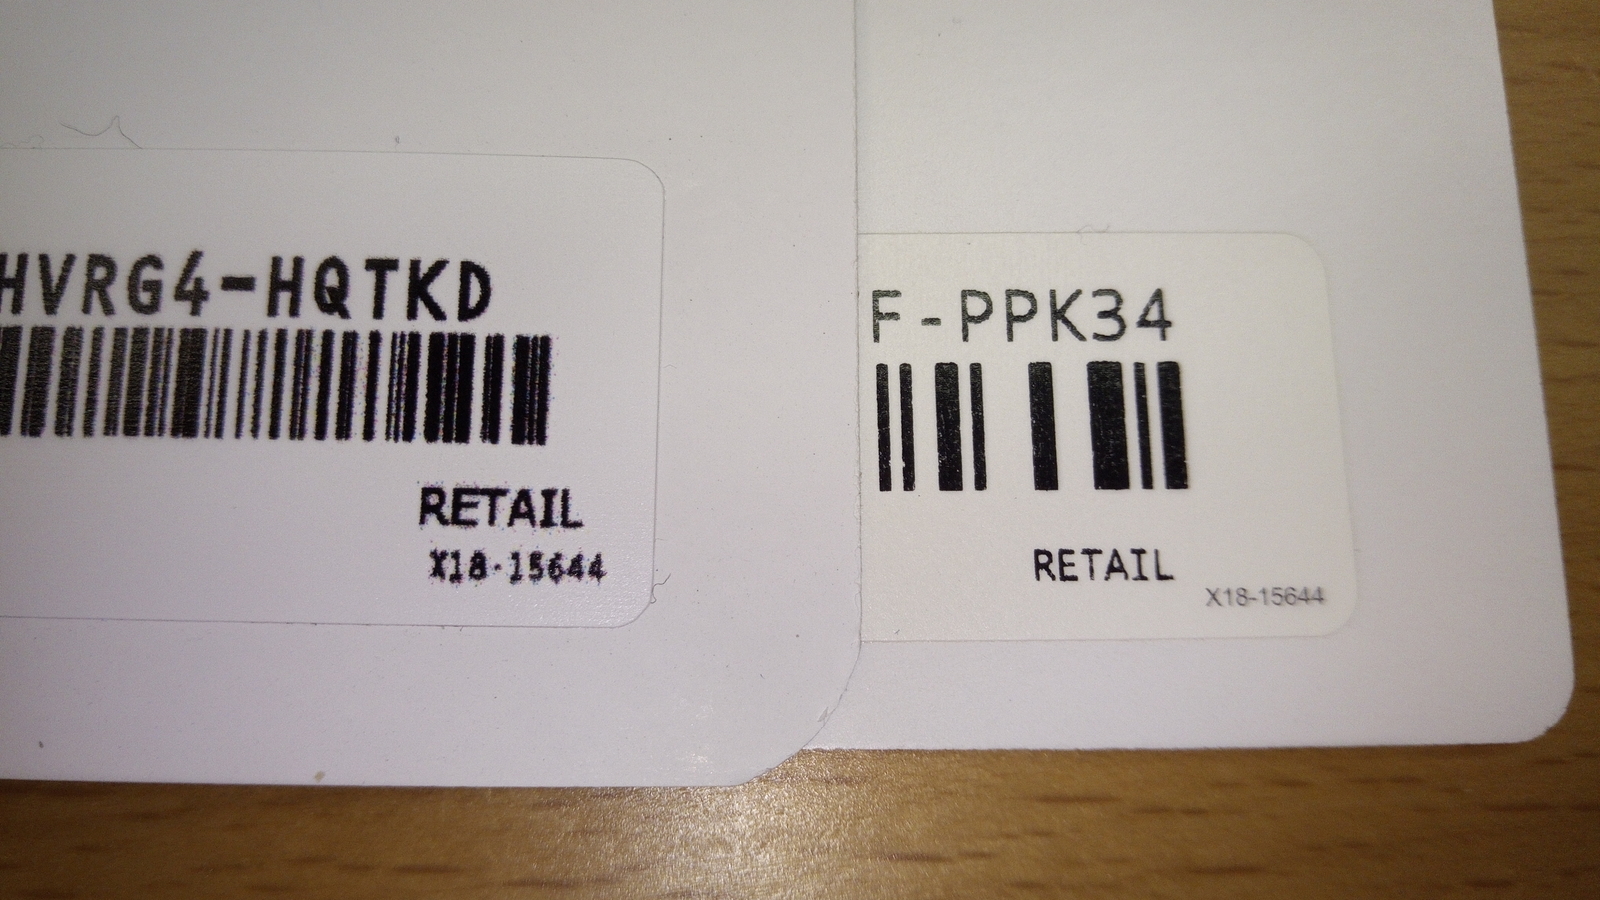 HVRG4-HQTKD
RETAIL
X18-15644
F-PPK34
RETAIL
X18-15644